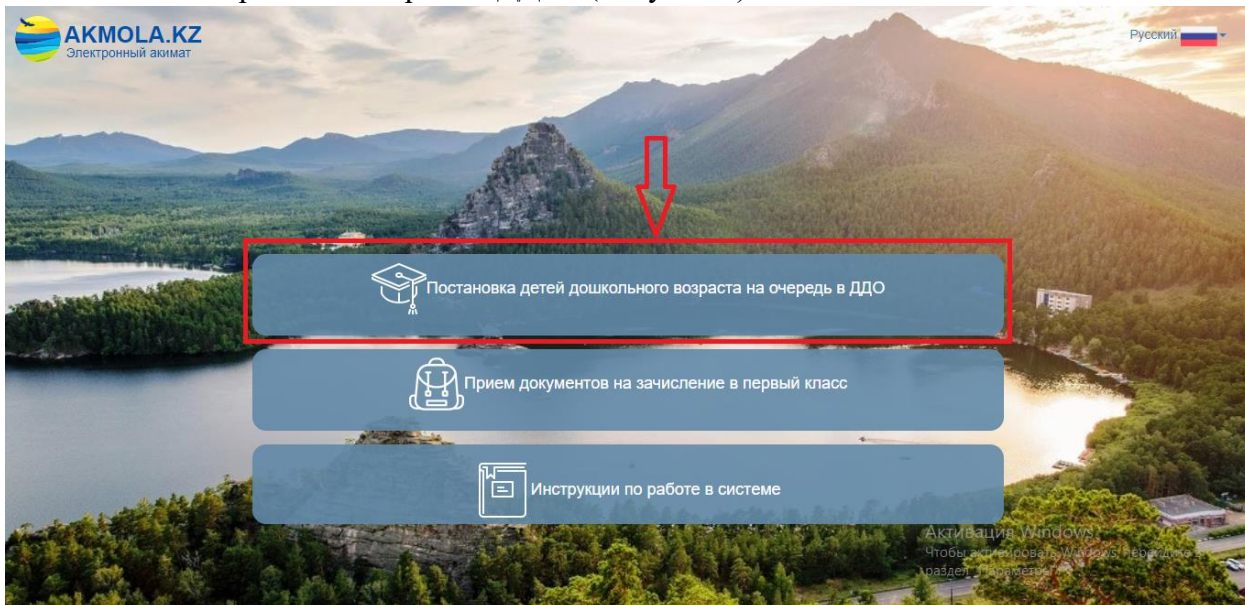 AKMOLA.KZ
Электронный акимат
Русский
Постановка детей дошкольного возраста на очередь в ДДО
Прием документов на зачисление в первый класс
Инструкции по работе в системе
Активация Windows
Чтобы активировать Windows, перейдите в
раздел "Параметры".